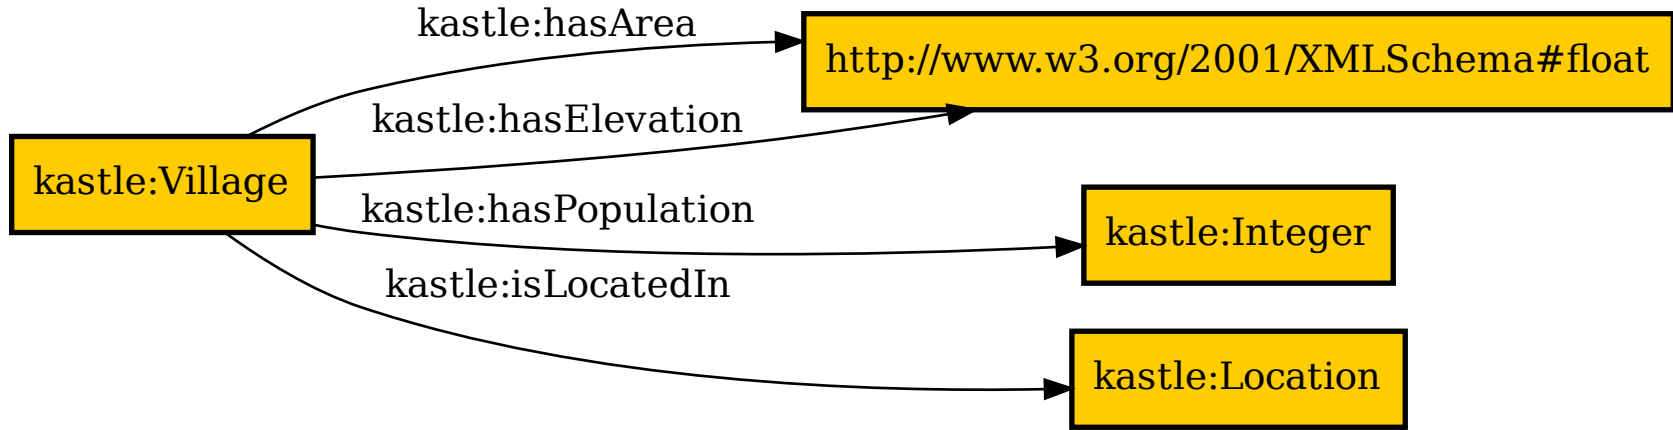 kastle:hasArea
http://www.w3.org/2001/XMLSchema#float
kastle:hasElevation
kastle:Village
kastle:hasPopulation
kastle:Integer
kastle:isLocatedIn
kastle:Location